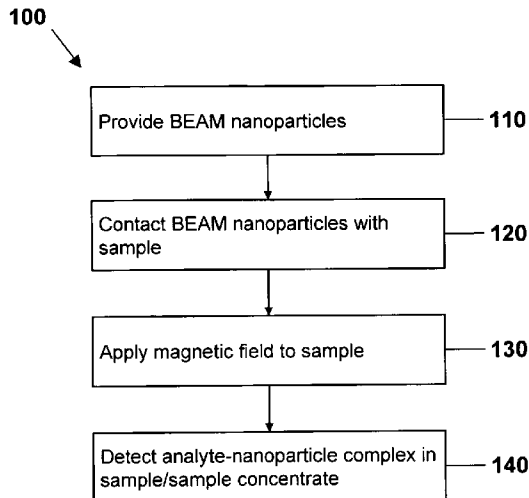 100
Provide BEAM nanoparticles
110
Contact BEAM nanoparticles with
sample
120
Apply magnetic field to sample
130
Detect analyte-nanoparticle complex in
sample/sample concentrate
140